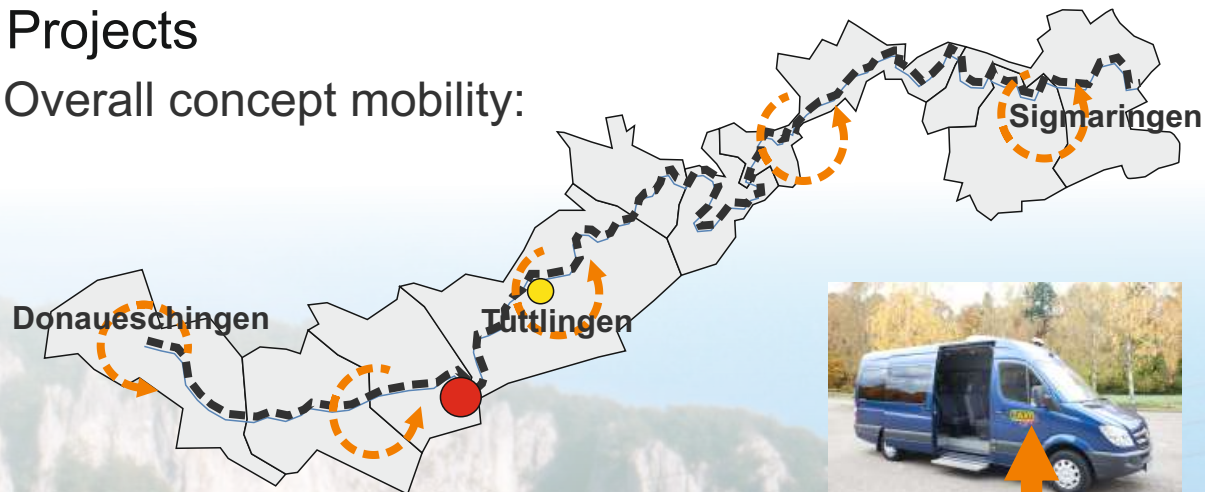 Projects
Overall concept mobility:
Sigmaringen
Donaueschingen
Tuttlingen